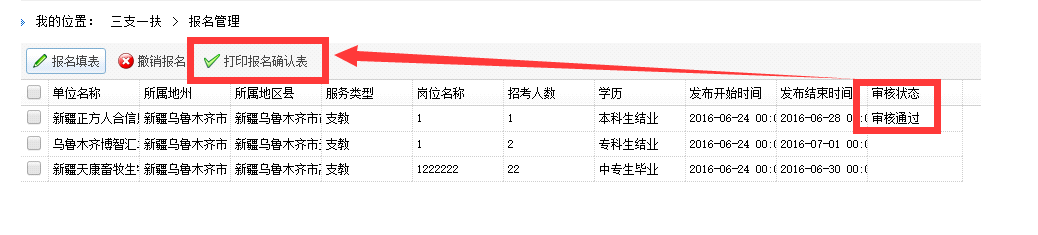 我的位置： 三支一扶 > 报名管理
报名填表 撤销报名 打印报名确认表
单位名称 所属地州 所属地区县 服务类型 岗位名称 招考人数 学历 发布开始时间 发布结束时间 审核状态
新疆正方人合信 新疆乌鲁木齐市 新疆乌鲁木齐市 支教 1 1 本科生结业 2016-06-24 00: 2016-06-28 00: 审核通过
乌鲁木齐博智汇 新疆乌鲁木齐市 新疆乌鲁木齐市 支教 1 2 专科生结业 2016-06-24 00: 2016-07-01 00:
新疆天康畜牧生 新疆乌鲁木齐市 新疆乌鲁木齐市 支教 1222222 22 中专生毕业 2016-06-24 00: 2016-06-30 00: